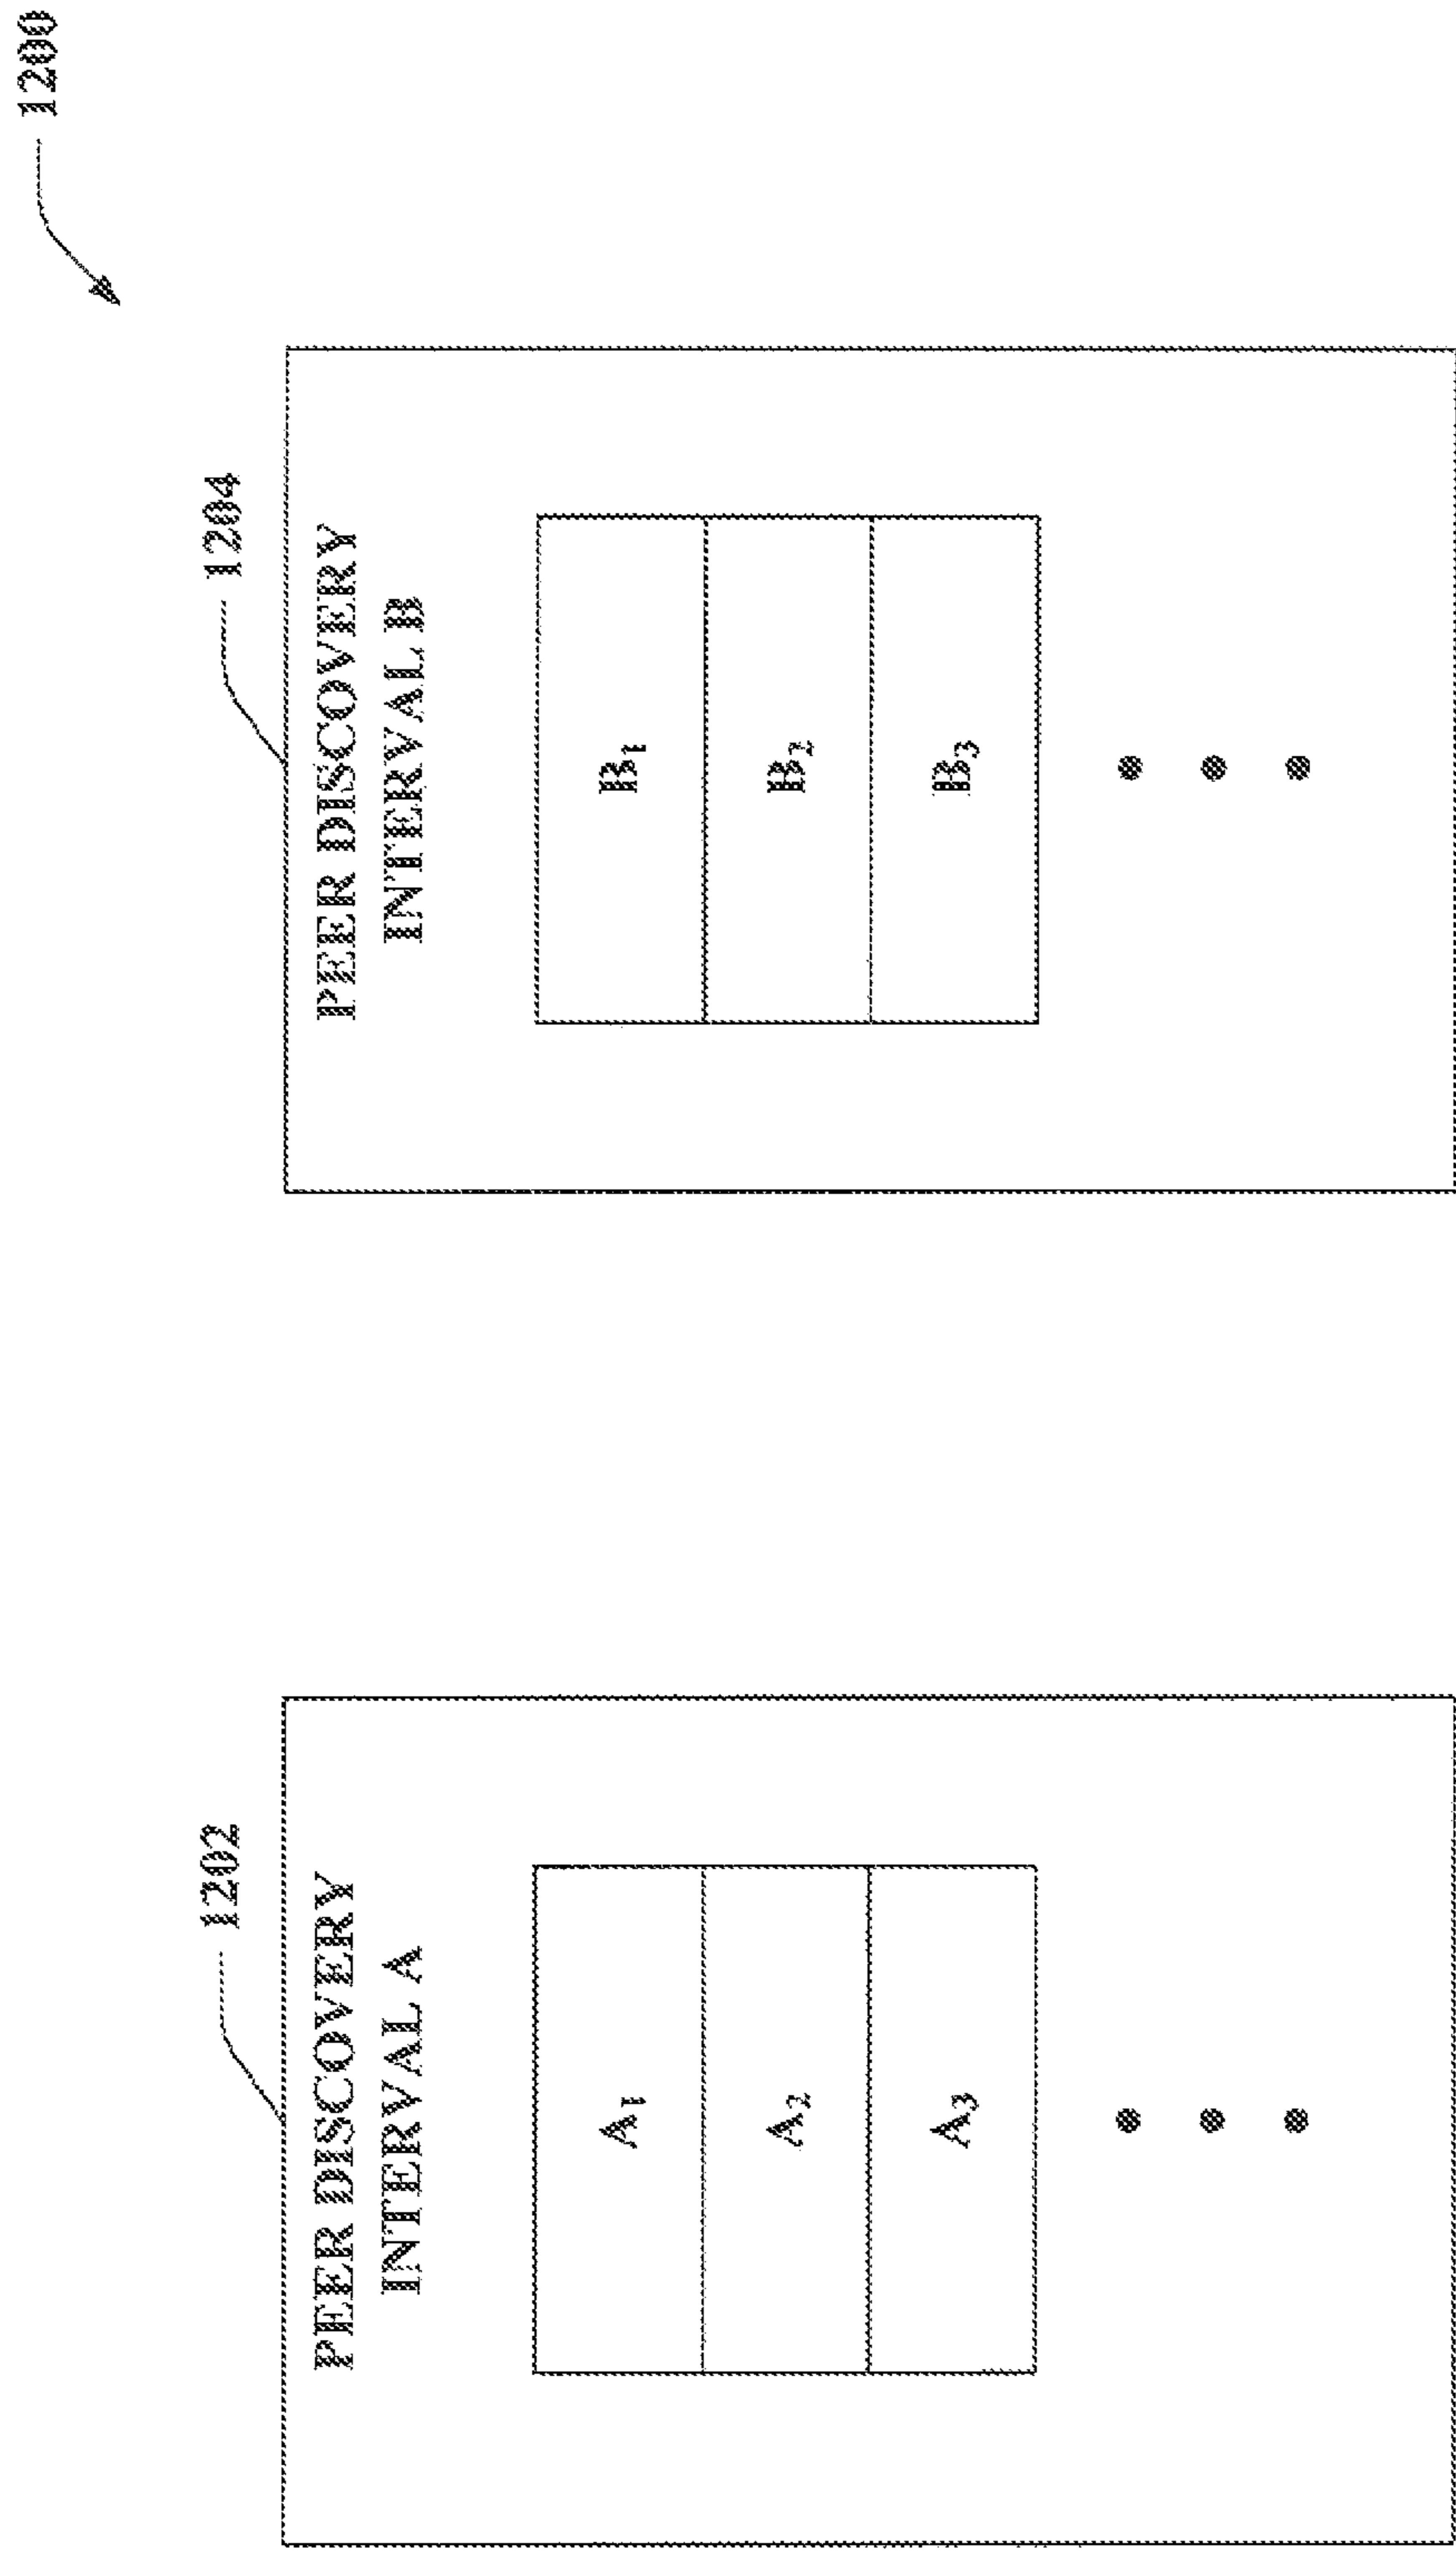 1200
1202
PEER DISCOVERY
INTERVAL A
A₁
A₂
A₃
1204
PEER DISCOVERY
INTERVAL B
B₁
B₂
B₃